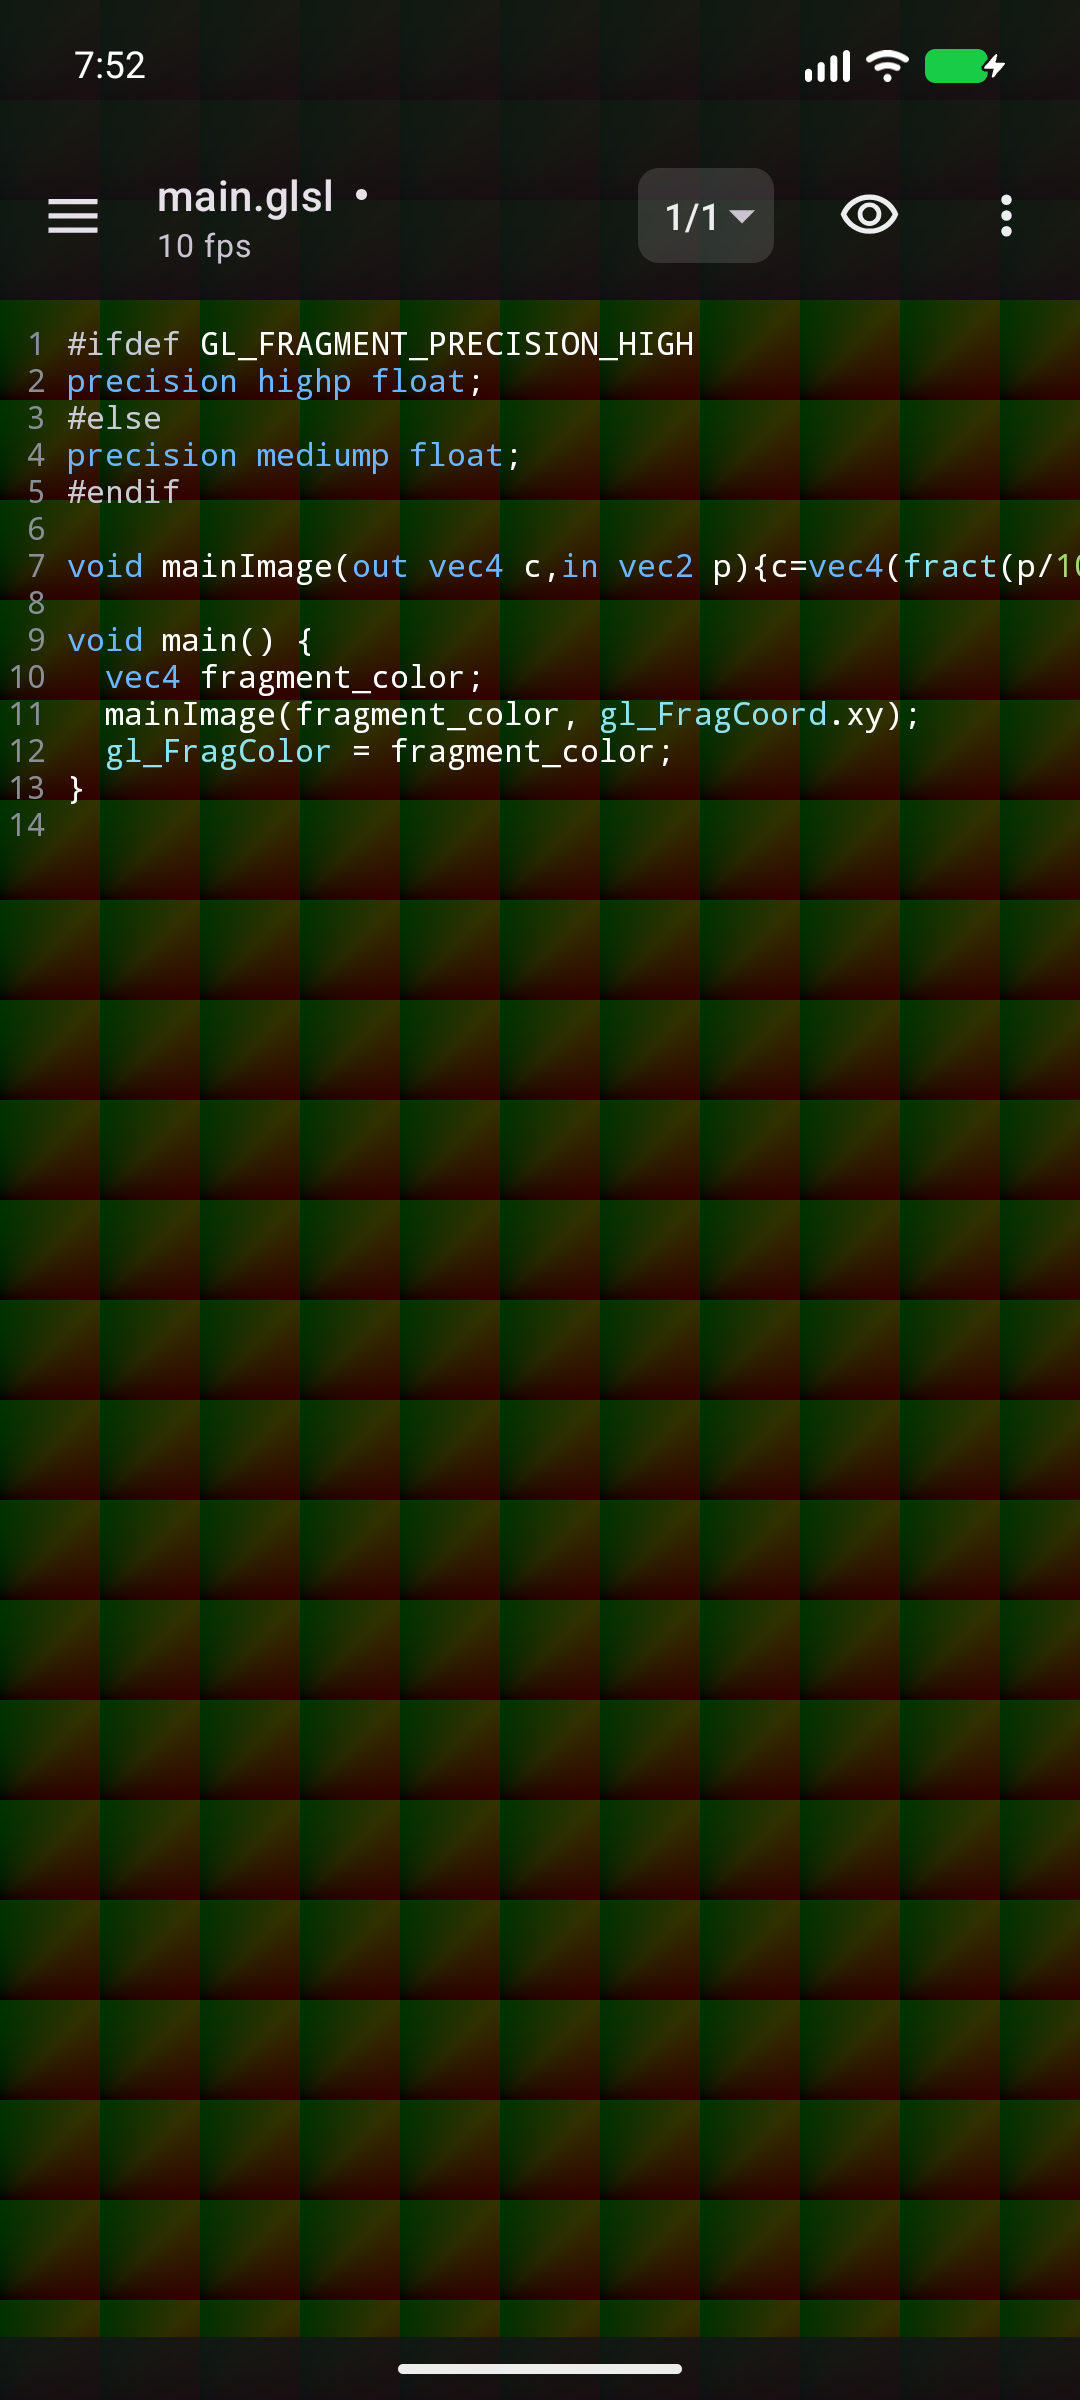 7:52
main.glsl •
10 fps
1/1
1 #ifdef GL_FRAGMENT_PRECISION_HIGH
2 precision highp float;
3 #else
4 precision mediump float;
5 #endif
6
7 void mainImage(out vec4 c,in vec2 p){c=vec4(fract(p/10
8
9 void main() {
10   vec4 fragment_color;
11   mainImage(fragment_color, gl_FragCoord.xy);
12   gl_FragColor = fragment_color;
13 }
14